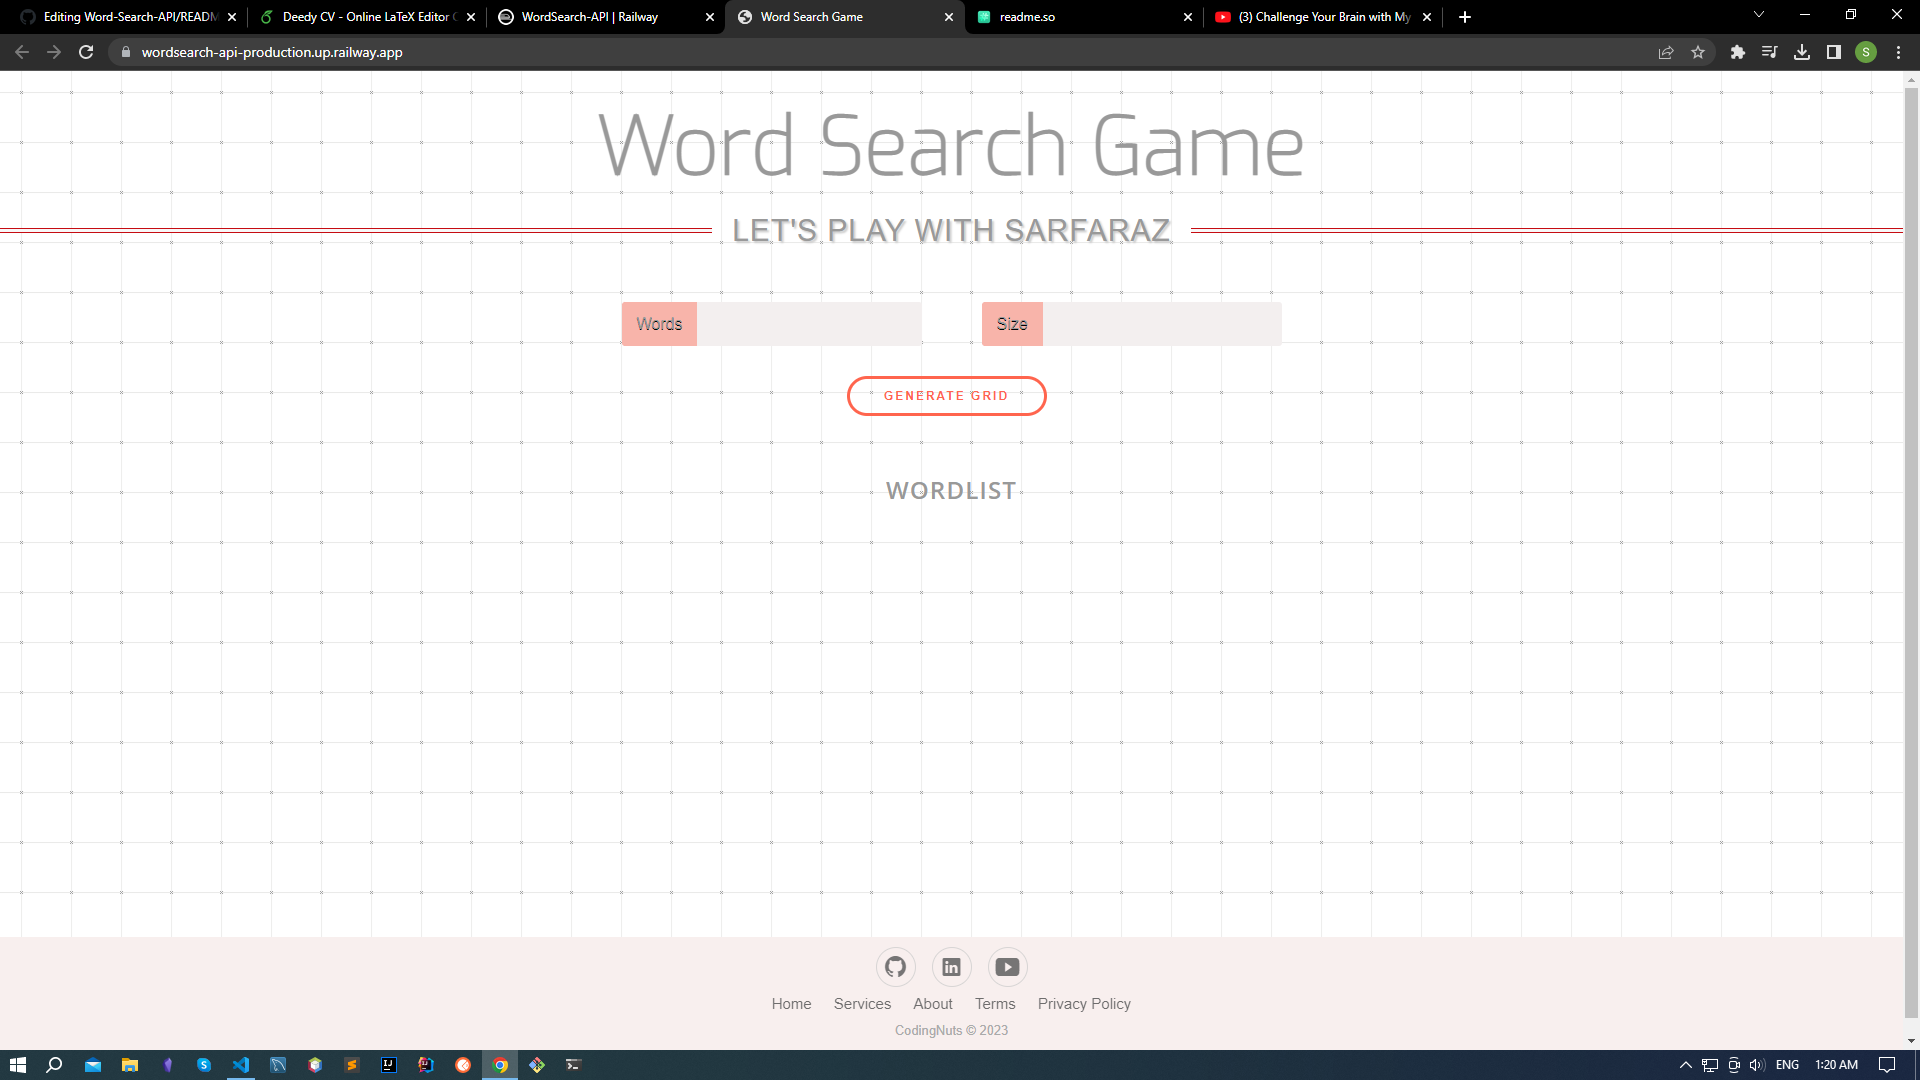 Editing Word-Search-API/READM
Deedy CV - Online LaTeX Editor
WordSearch-API | Railway
Word Search Game
readme.so
(3) Challenge Your Brain with My
wordsearch-api-production.up.railway.app
S
Word Search Game
LET'S PLAY WITH SARFARAZ
Words
Size
GENERATE GRID
WORDLIST
Home Services About Terms Privacy Policy
CodingNuts © 2023
ENG 1:20 AM